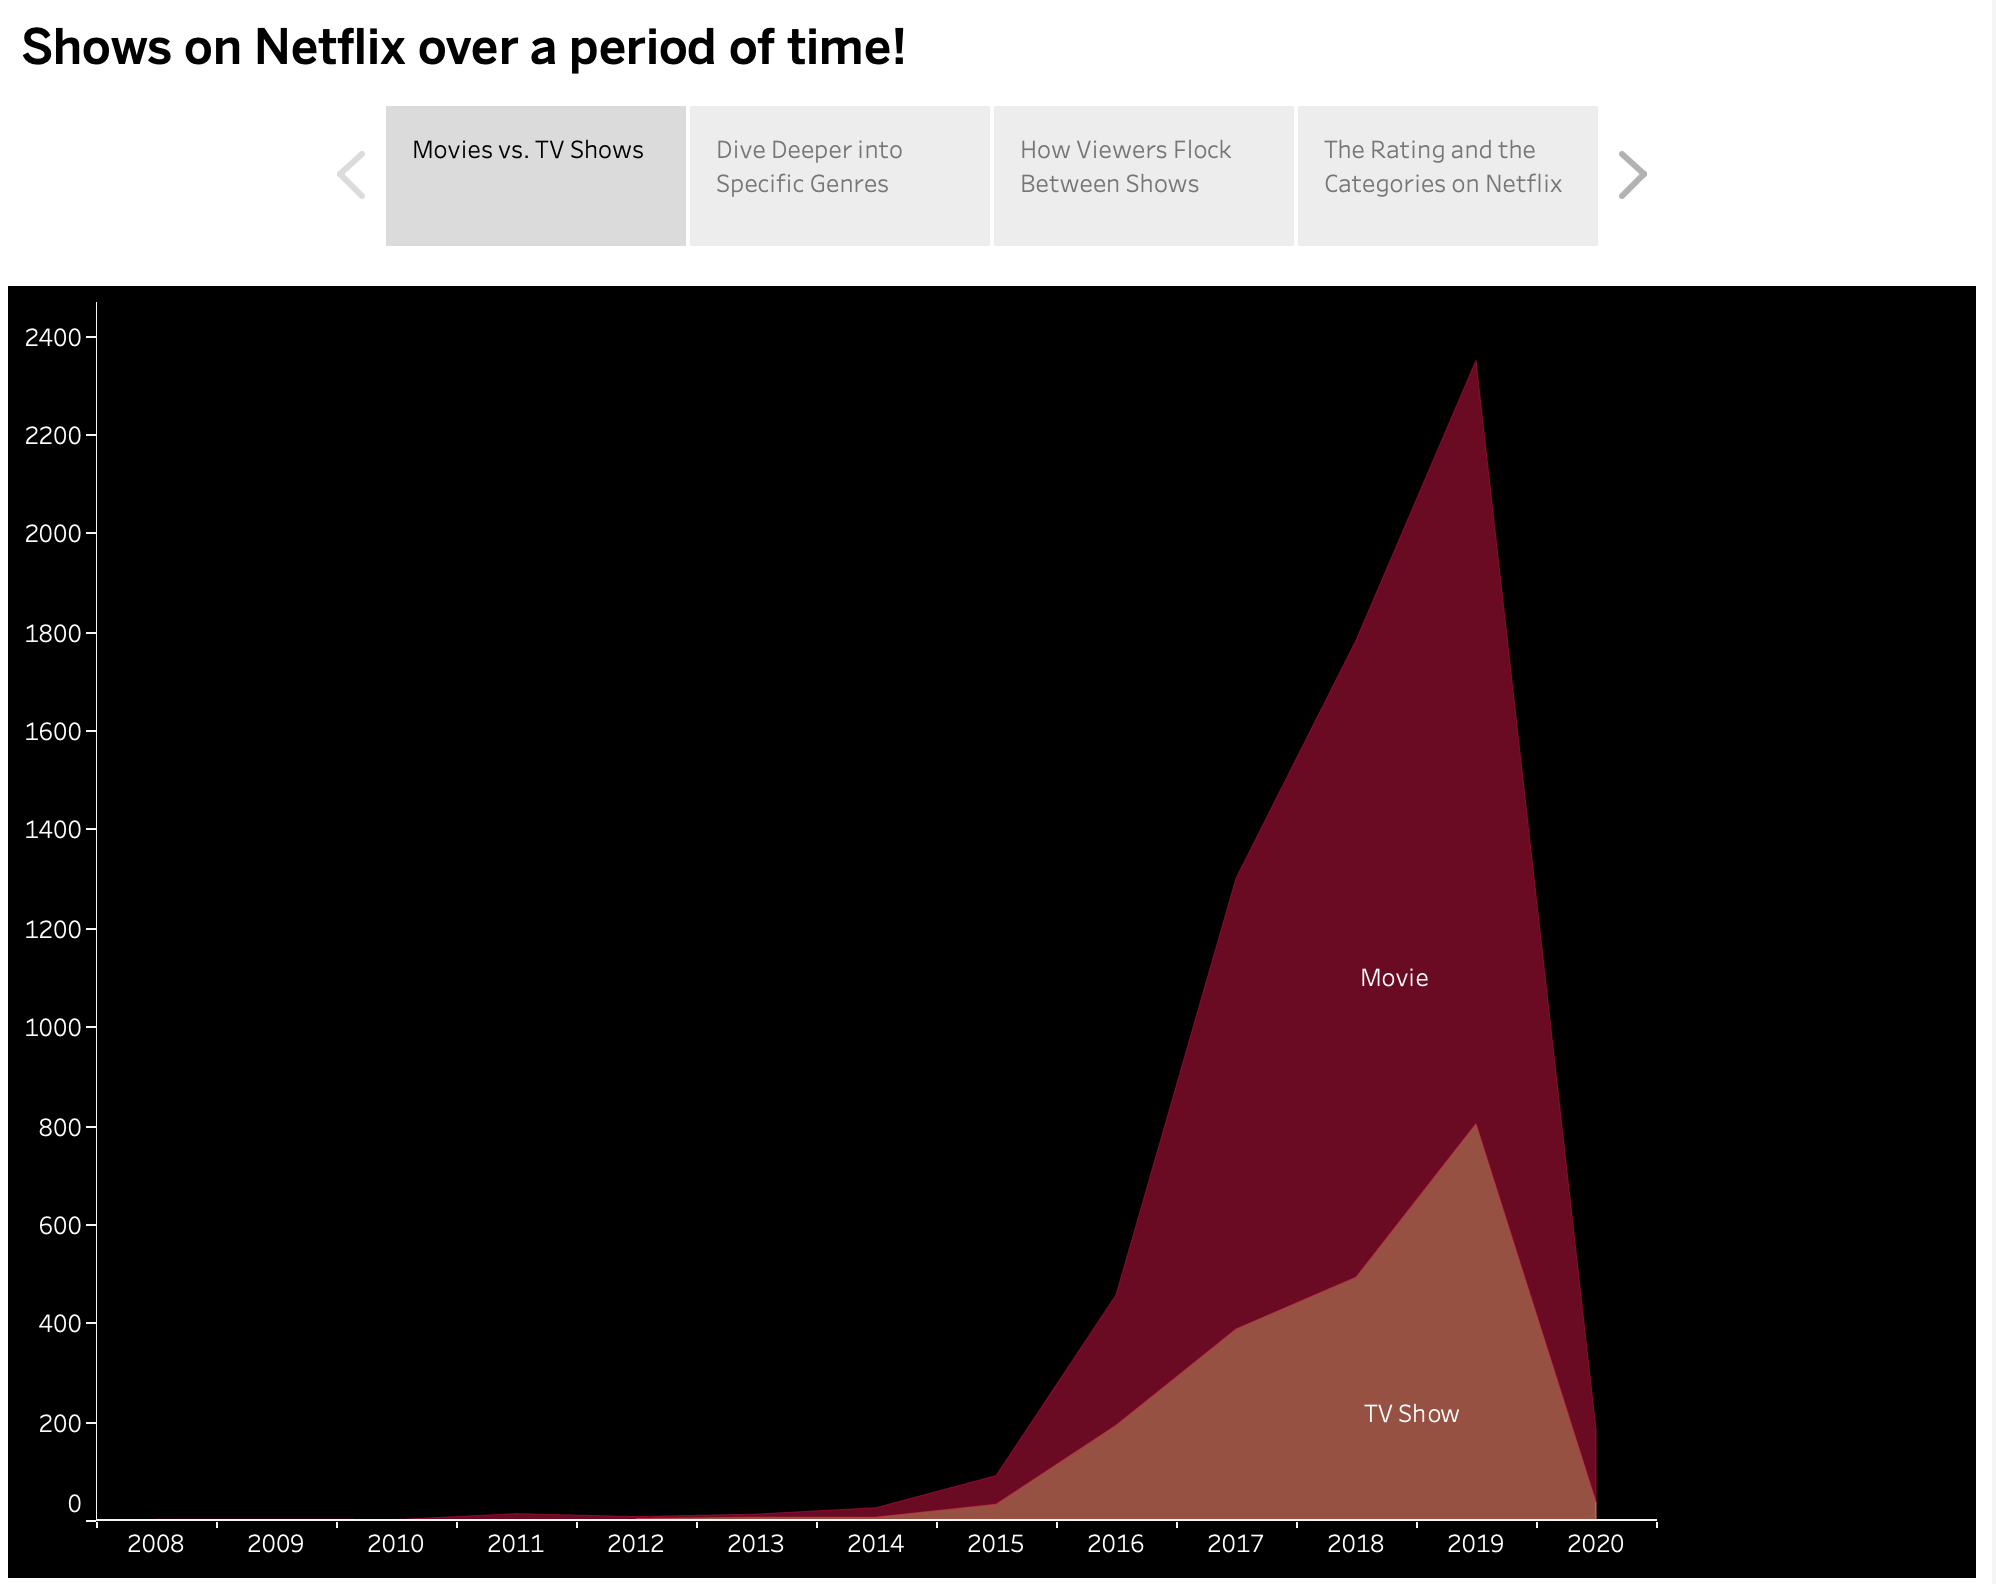 Shows on Netflix over a period of time!
Movies vs. TV Shows
Dive Deeper into
Specific Genres
How Viewers Flock
Between Shows
The Rating and the
Categories on Netflix
2400
2200
2000
1800
1600
1400
1200
1000
800
600
400
200
0
Movie
TV Show
2008 2009 2010 2011 2012 2013 2014 2015 2016 2017 2018 2019 2020